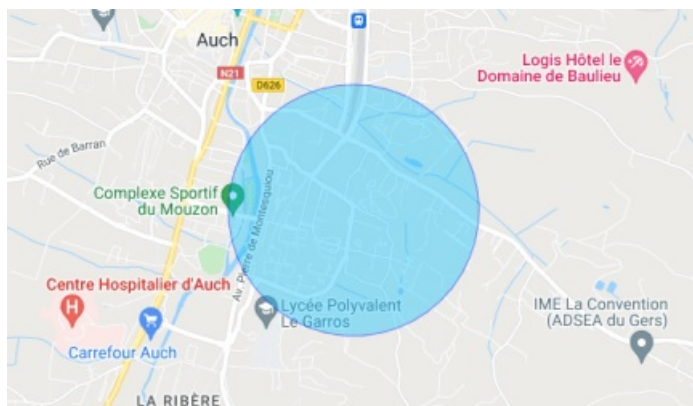 Auch
N21
D626
Logis Hôtel le
Domaine de Baulieu
Rue de Barran
Complexe Sportif
du Mouzon
Av. Pierre de Montesquiou
Centre Hospitalier d'Auch
H
Lycée Polyvalent
Le Garros
IME La Convention
(ADSEA du Gers)
Carrefour Auch
LA RIBÈRE